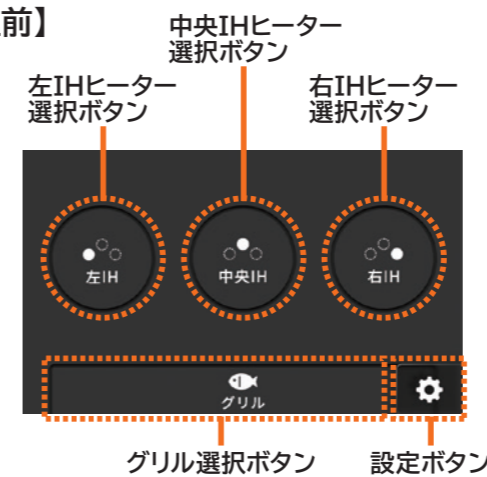 前】
中央IHヒーター
選択ボタン
左IHヒーター
選択ボタン
右IHヒーター
選択ボタン
左IH
中央IH
右IH
グリル
グリル選択ボタン
設定ボタン